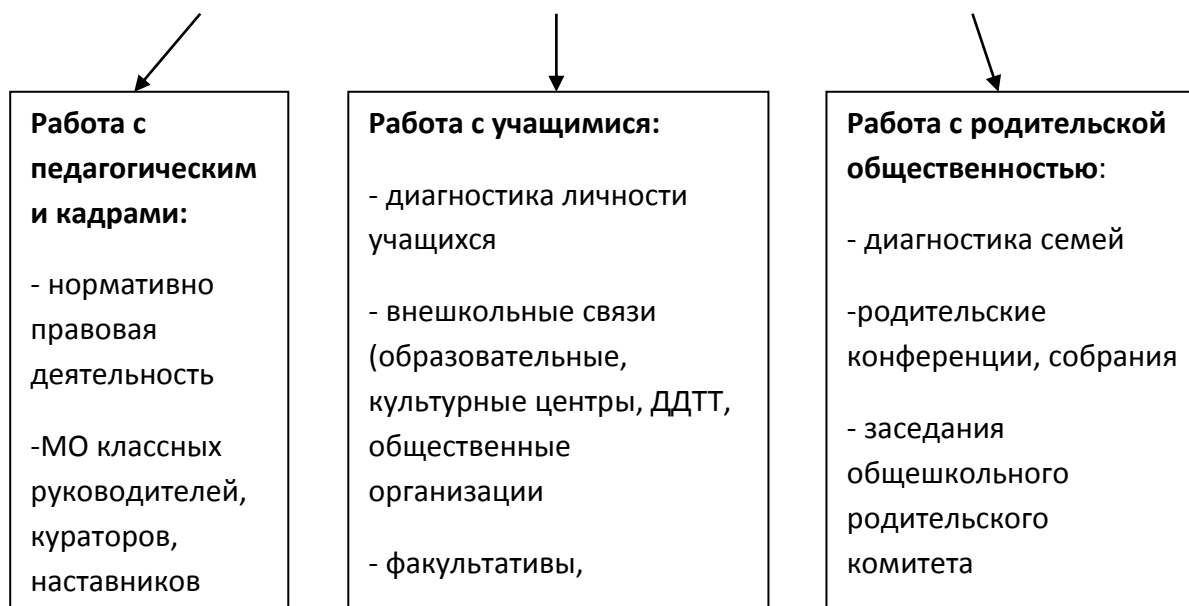 Работа с
педагогическим
и кадрами:
- нормативно
правовая
деятельность
-МО классных
руководителей,
кураторов,
наставников
Работа с учащимися:
- диагностика личности
учащихся
- внешкольные связи
(образовательные,
культурные центры, ДДТТ,
общественные
организации
- факультативы,
Работа с родительской
общественностью:
- диагностика семей
-родительские
конференции, собрания
- заседания
общешкольного
родительского
комитета